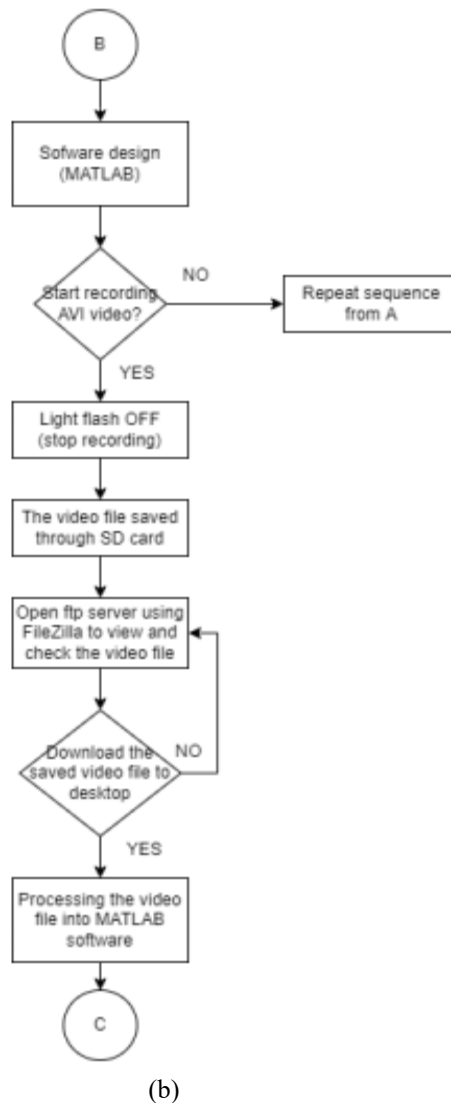 B
Sofware design
(MATLAB)
Start recording
AVI video?
NO
Repeat sequence
from A
YES
Light flash OFF
(stop recording)
The video file saved
through SD card
Open ftp server using
FileZilla to view and
check the video file
Download the
saved video file to
desktop
NO
YES
Processing the video
file into MATLAB
software
C
(b)